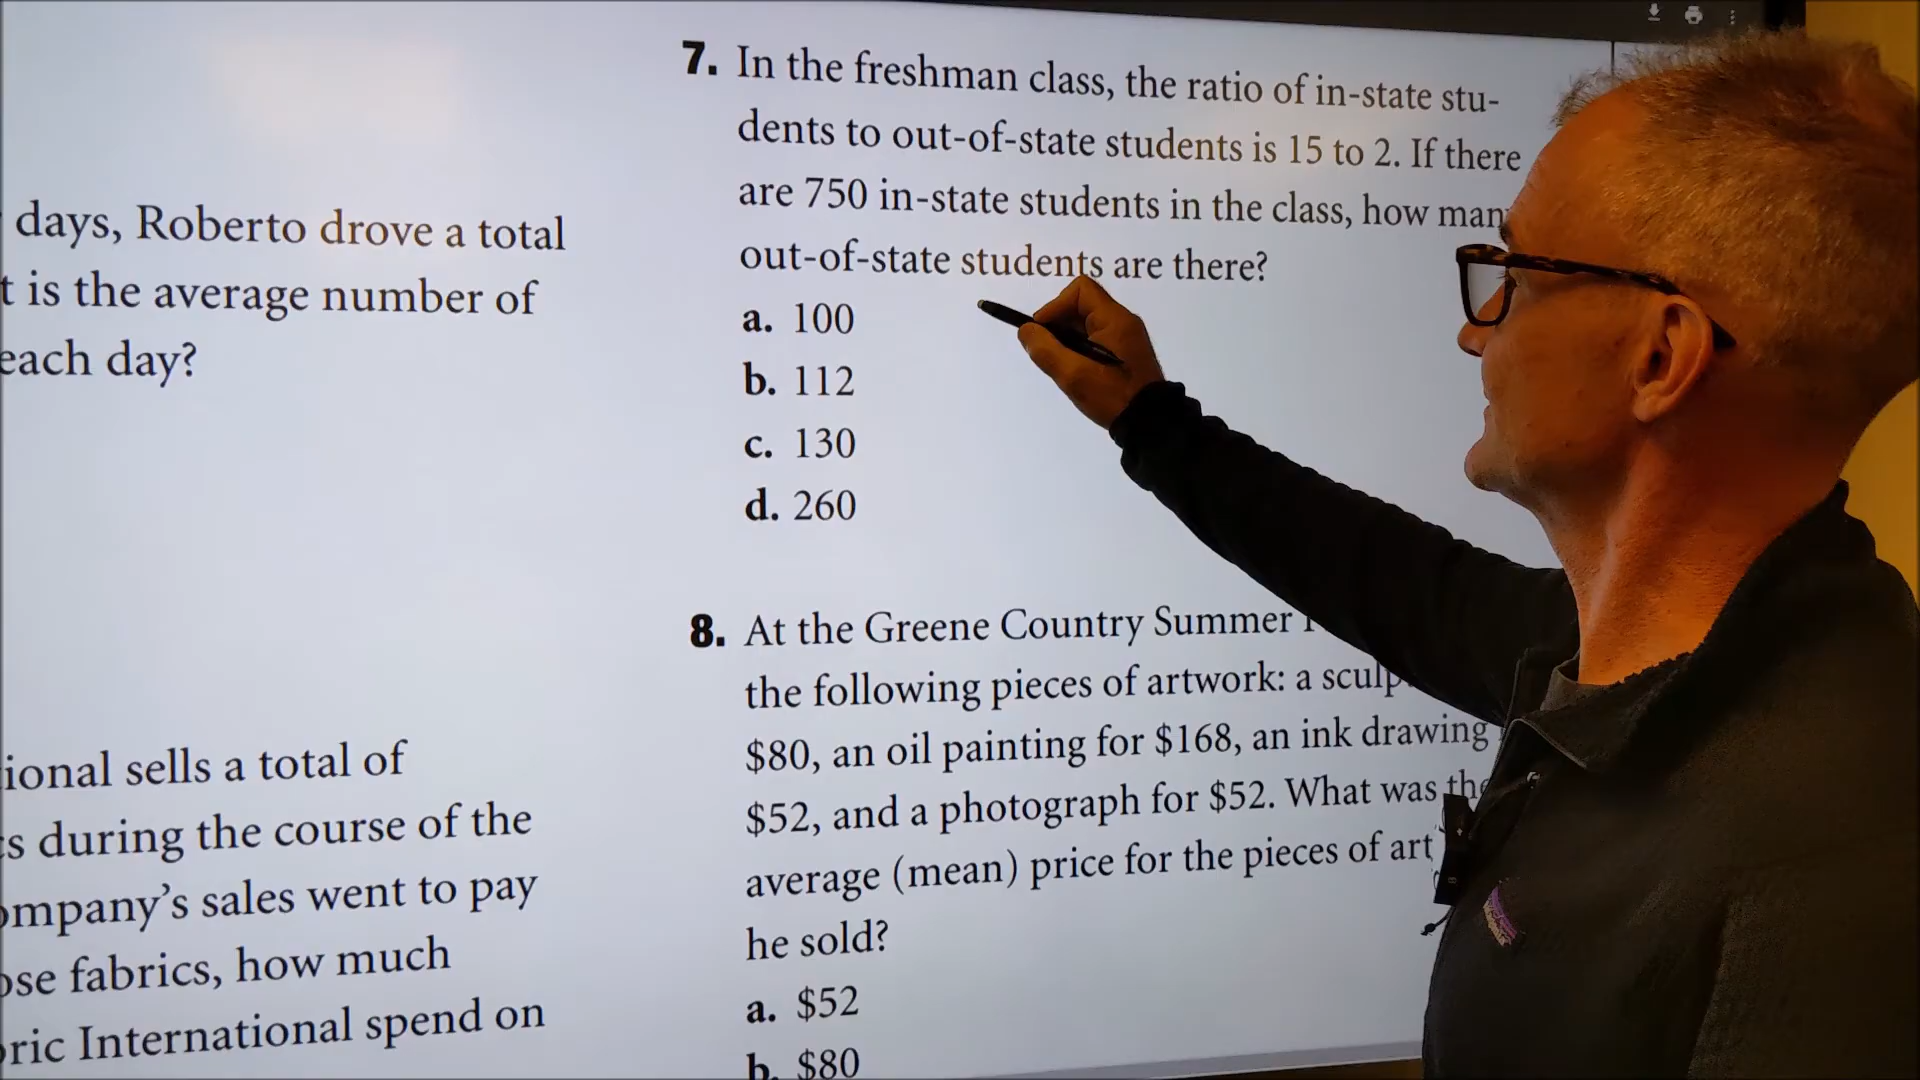 days, Roberto drove a total
t is the average number of
each day?
ional sells a total of
s during the course of the
ompany's sales went to pay
ose fabrics, how much
ric International spend on
7. In the freshman class, the ratio of in-state stu-
dents to out-of-state students is 15 to 2. If there
are 750 in-state students in the class, how man
out-of-state students are there?
a. 100
b. 112
c. 130
d. 260
8. At the Greene Country Summer
the following pieces of artwork: a sculp
$80, an oil painting for $168, an ink drawing
$52, and a photograph for $52. What was the
average (mean) price for the pieces of art
he sold?
a. $52
b. $80